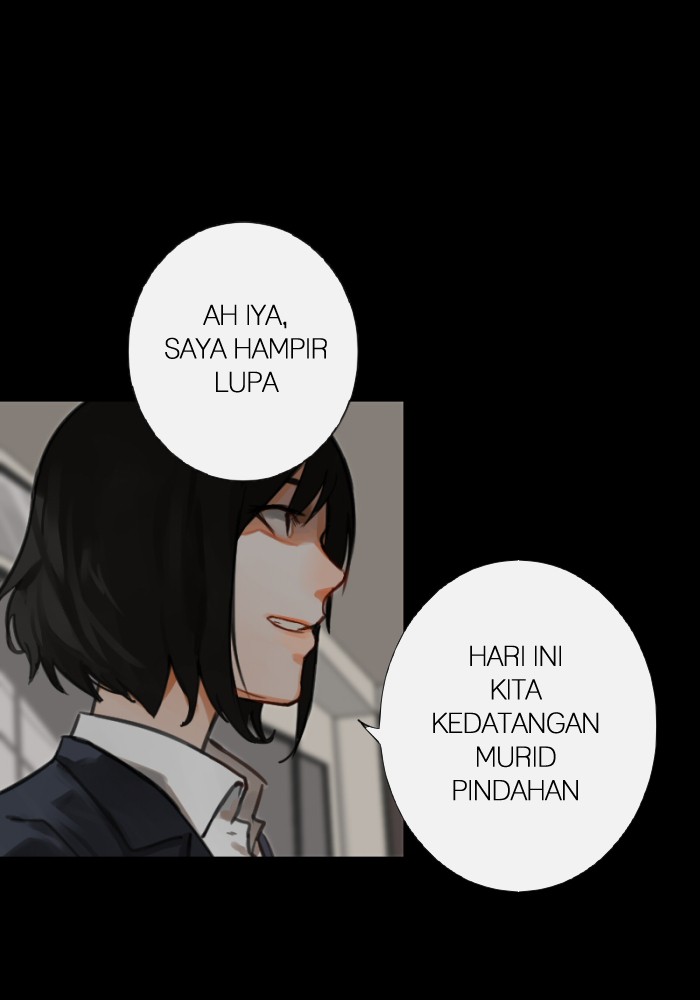 AH IYA,
SAYA HAMPIR
LUPA
HARI INI
KITA
KEDATANGAN
MURID
PINDAHAN